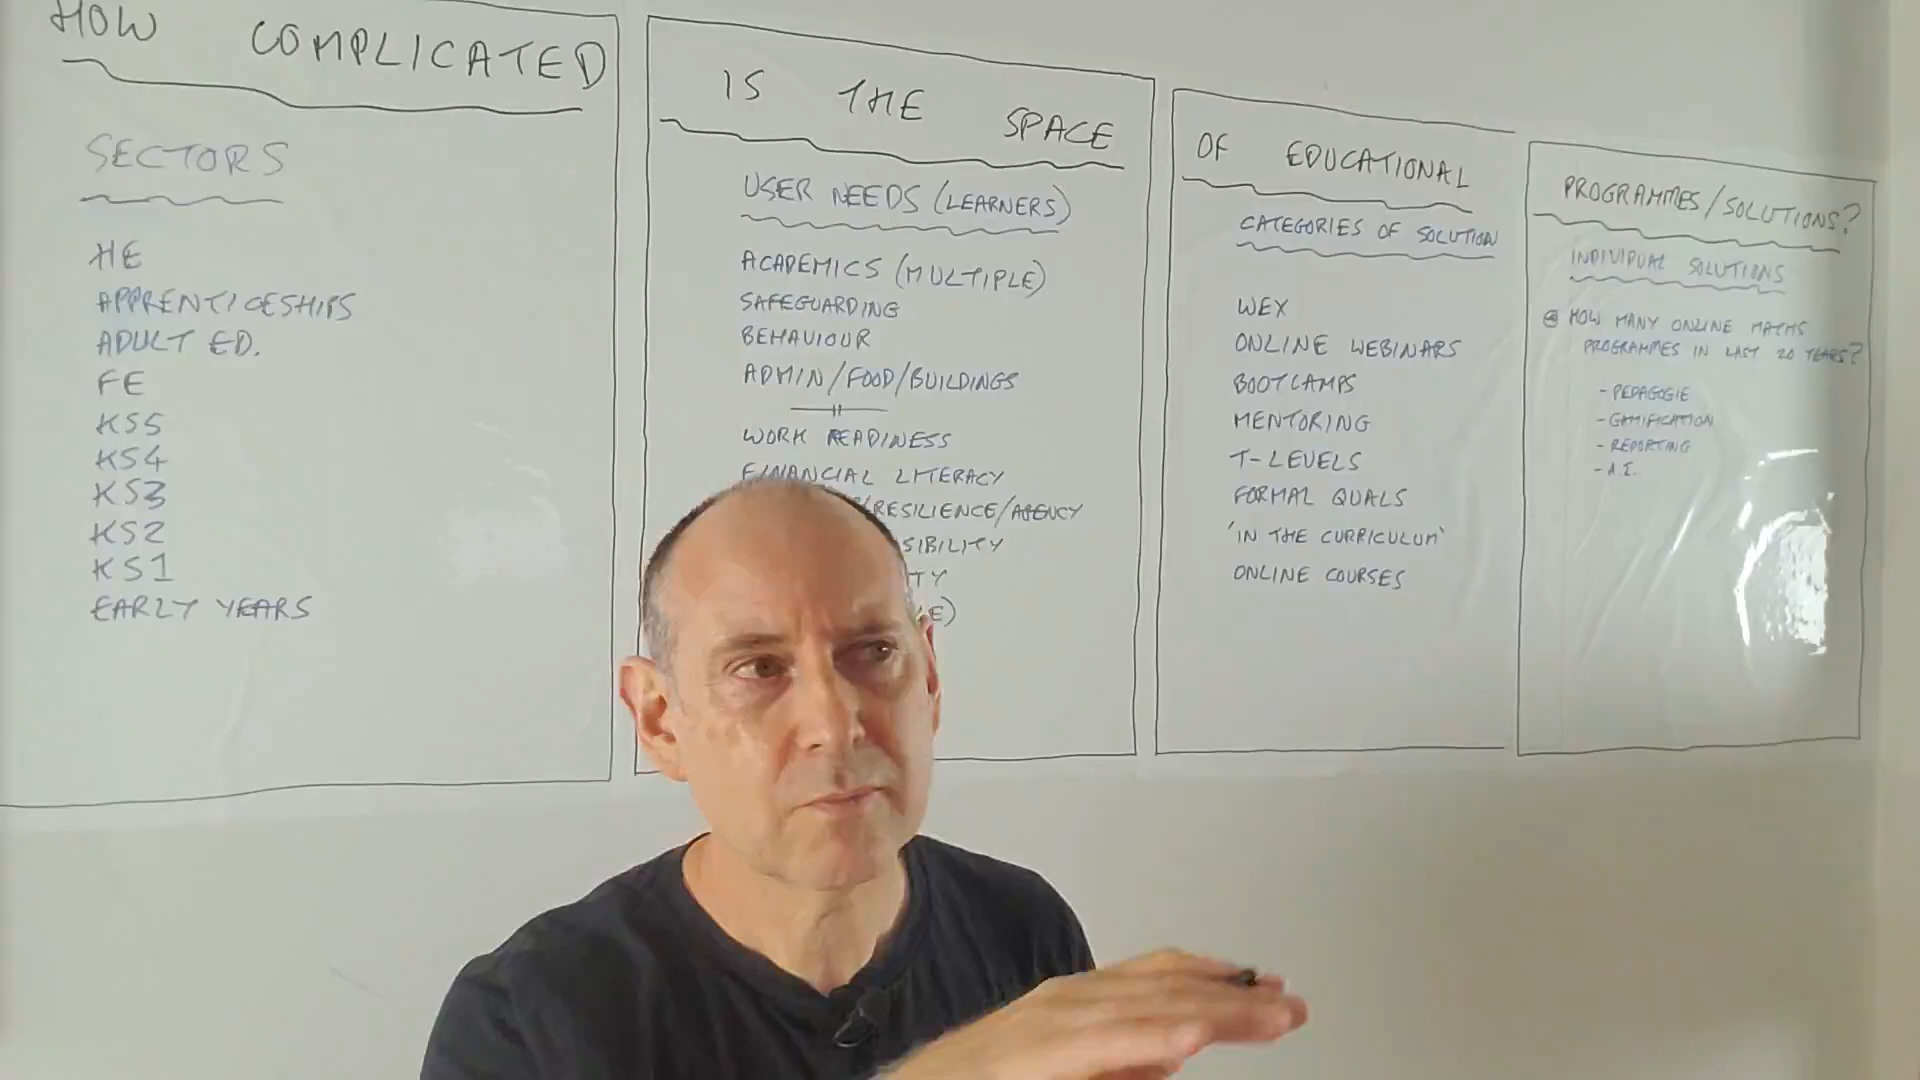 HOW COMPLICATED
SECTORS
HE
APPRENTICESHIPS
ADULT ED.
FE
KS5
KS4
KS3
KS2
KS1
EARLY YEARS
IS THE SPACE
USER NEEDS (LEARNERS)
ACADEMICS (MULTIPLE)
SAFEGUARDING
BEHAVIOUR
ADMIN/FOOD/BUILDINGS
WORK READINESS
FINANCIAL LITERACY
/RESILIENCE/AGENCY
SIBILITY
TY
E)
OF EDUCATIONAL
CATEGORIES OF SOLUTION
WEX
ONLINE WEBINARS
BOOTCAMPS
MENTORING
T-LEVELS
FORMAL QUALS
'IN THE CURRICULUM'
ONLINE COURSES
PROGRAMMES/SOLUTIONS?
INDIVIDUAL SOLUTIONS
HOW MANY ONLINE MATHS
PROGRAMMES IN LAST 20 YEARS?
- PEDAGOGIE
- GAMIFICATION
- REPORTING
- A.I.